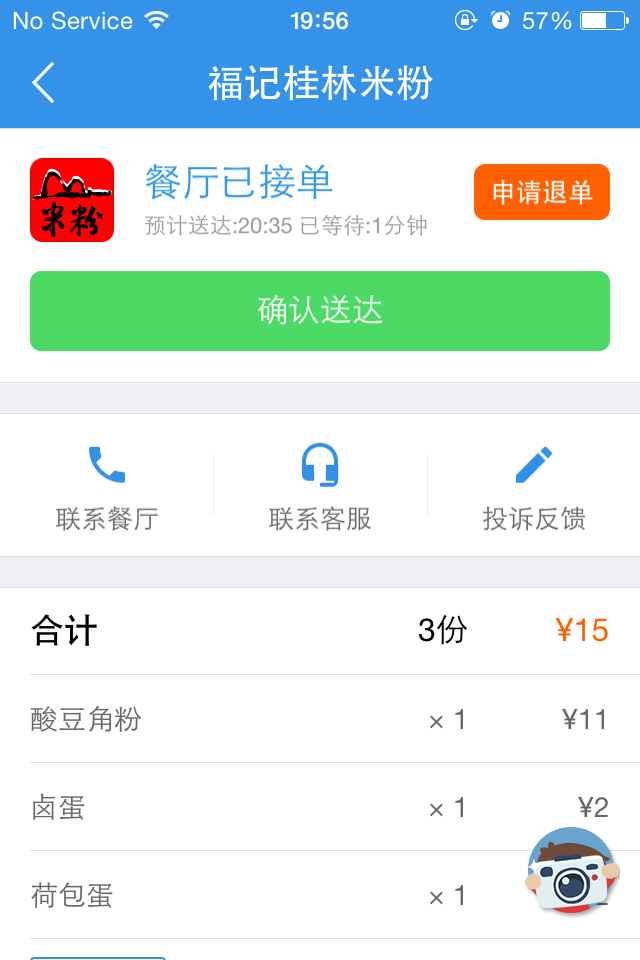 No Service 19:56 57%
福记桂林米粉
米粉
餐厅已接单
申请退单
预计送达:20:35 已等待:1分钟
确认送达
联系餐厅 联系客服 投诉反馈
合计 3份 ¥15
酸豆角粉 × 1 ¥11
卤蛋 × 1 ¥2
荷包蛋 × 1